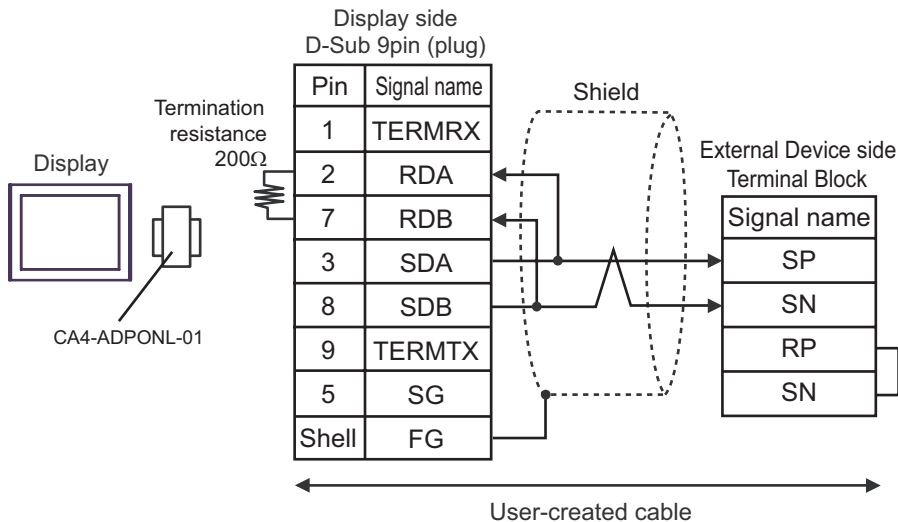 Display side
D-Sub 9pin (plug)
Pin Signal name
1 TERMRX
2 RDA
7 RDB
3 SDA
8 SDB
9 TERMTX
5 SG
Shell FG
Termination
resistance
200Ω
Display
CA4-ADPONL-01
Shield
External Device side
Terminal Block
Signal name
SP
SN
RP
SN
User-created cable